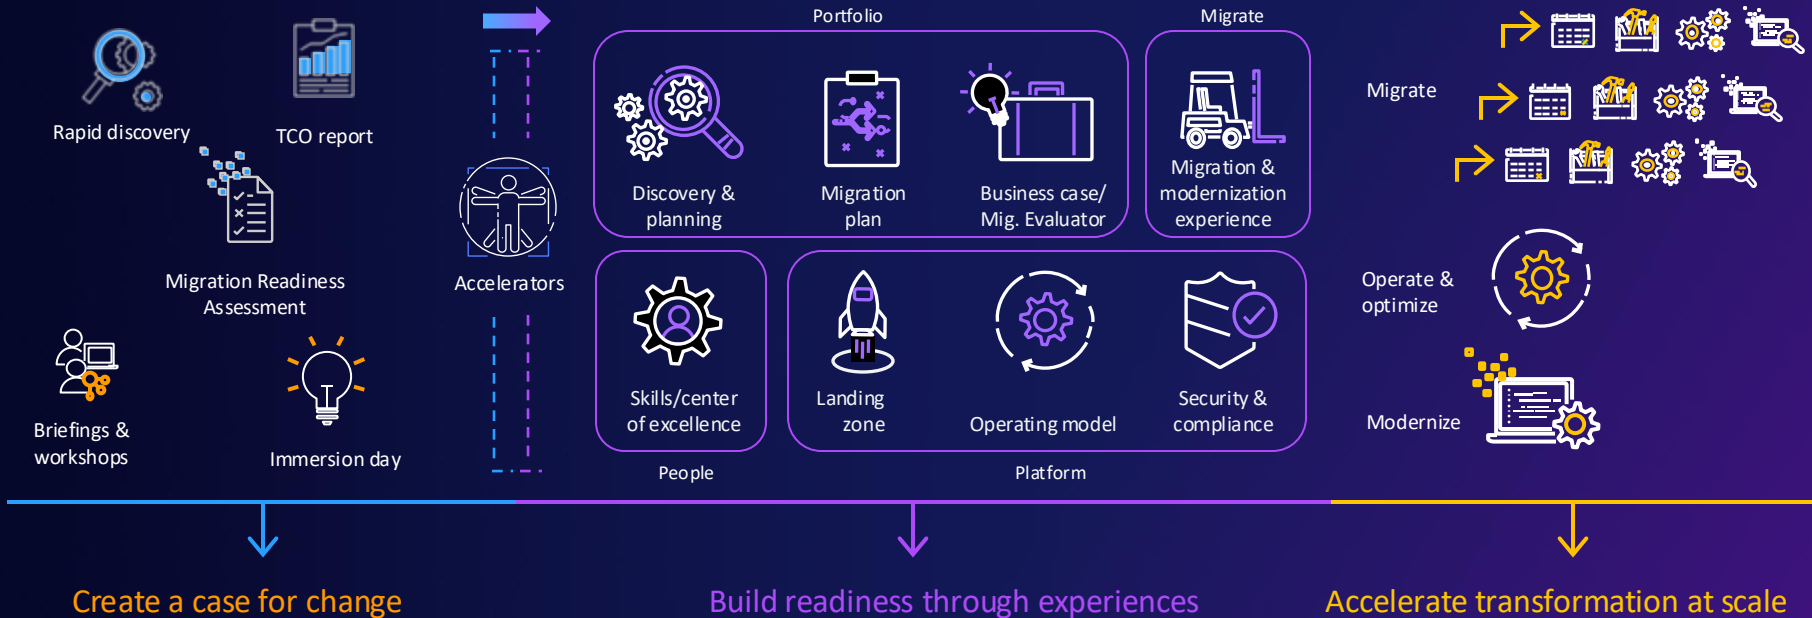 Rapid discovery
TCO report
Migration Readiness
Assessment
Briefings &
workshops
Immersion day
Accelerators
Portfolio
Discovery &
planning
Migration
plan
Business case/
Mig. Evaluator
Migrate
Migration &
modernization
experience
Skills/center
of excellence
People
Landing
zone
Operating model
Security &
compliance
Platform
Migrate
Operate &
optimize
Modernize
Create a case for change
Build readiness through experiences
Accelerate transformation at scale